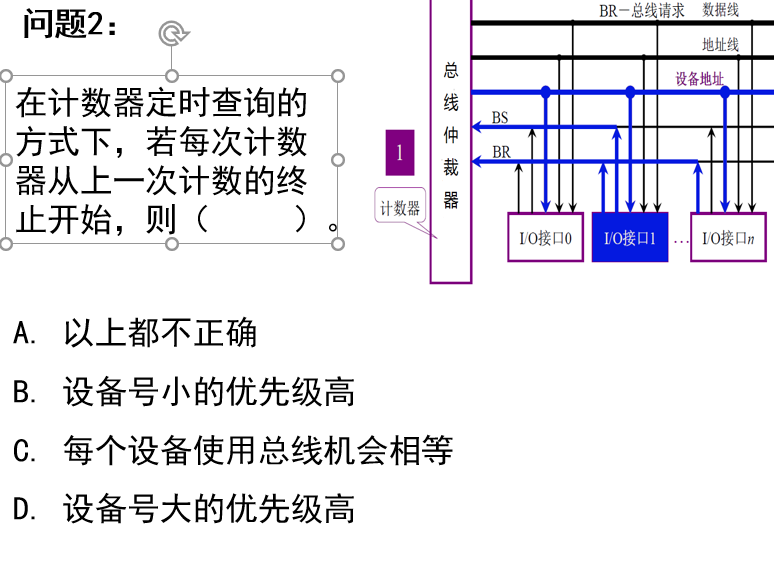 问题2:
在计数器定时查询的
方式下，若每次计数
器从上一次计数的终
止开始，则（ ）。
BR－总线请求 数据线
地址线
设备地址
总线仲裁器
BS
BR
1
计数器
I/O接口0 I/O接口1 … I/O接口n
A. 以上都不正确
B. 设备号小的优先级高
C. 每个设备使用总线机会相等
D. 设备号大的优先级高